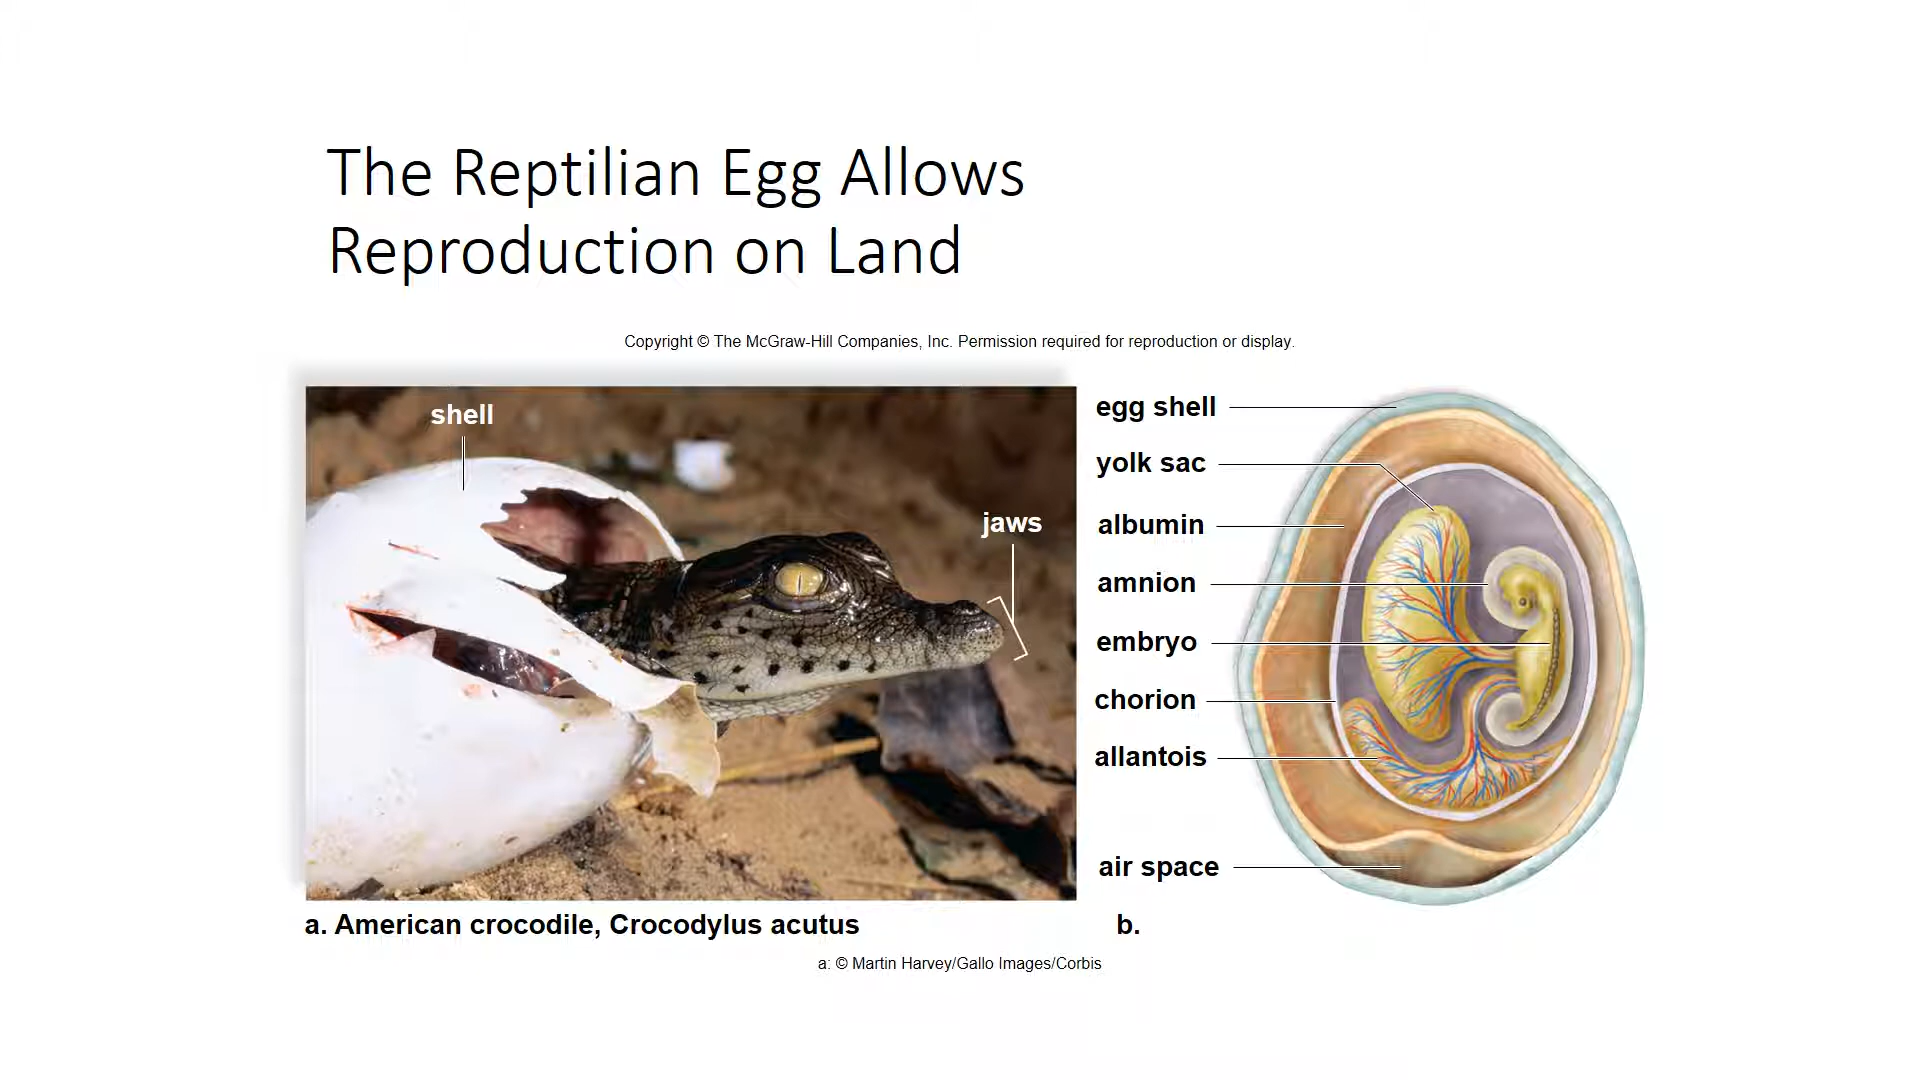 The Reptilian Egg Allows
Reproduction on Land
Copyright © The McGraw-Hill Companies, Inc. Permission required for reproduction or display.
shell
jaws
egg shell
yolk sac
albumin
amnion
embryo
chorion
allantois
air space
a. American crocodile, Crocodylus acutus
b.
a: © Martin Harvey/Gallo Images/Corbis